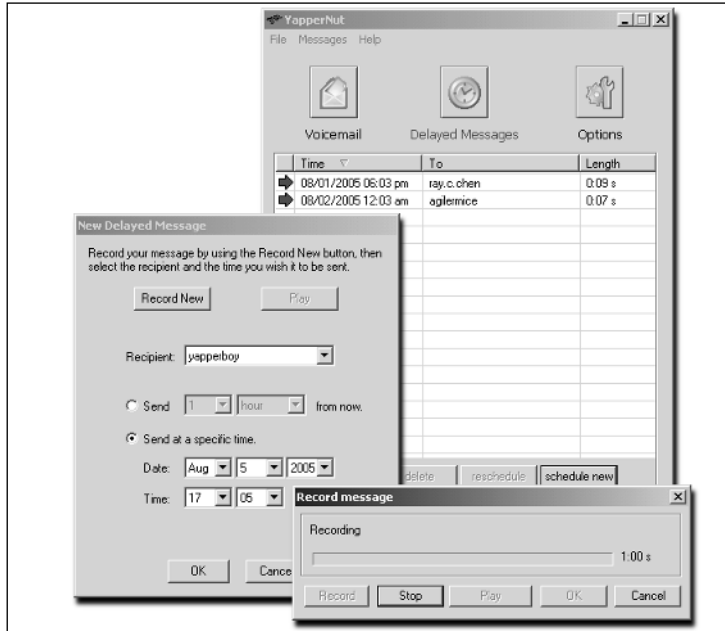 YapperNut
File Messages Help
Voicemail Delayed Messages Options
Time To Length
08/01/2005 06:03 pm ray.c.chen 0:09 s
08/02/2005 12:03 am agilemice 0:07 s
delete reschedule schedule new
New Delayed Message
Record your message by using the Record New button, then
select the recipient and the time you wish it to be sent.
Record New Play
Recipient: yapperboy
Send 1 hour from now.
Send at a specific time.
Date: Aug 5 2005
Time: 17 05
OK Cance
Record message
Recording
1:00 s
Record Stop Play OK Cancel